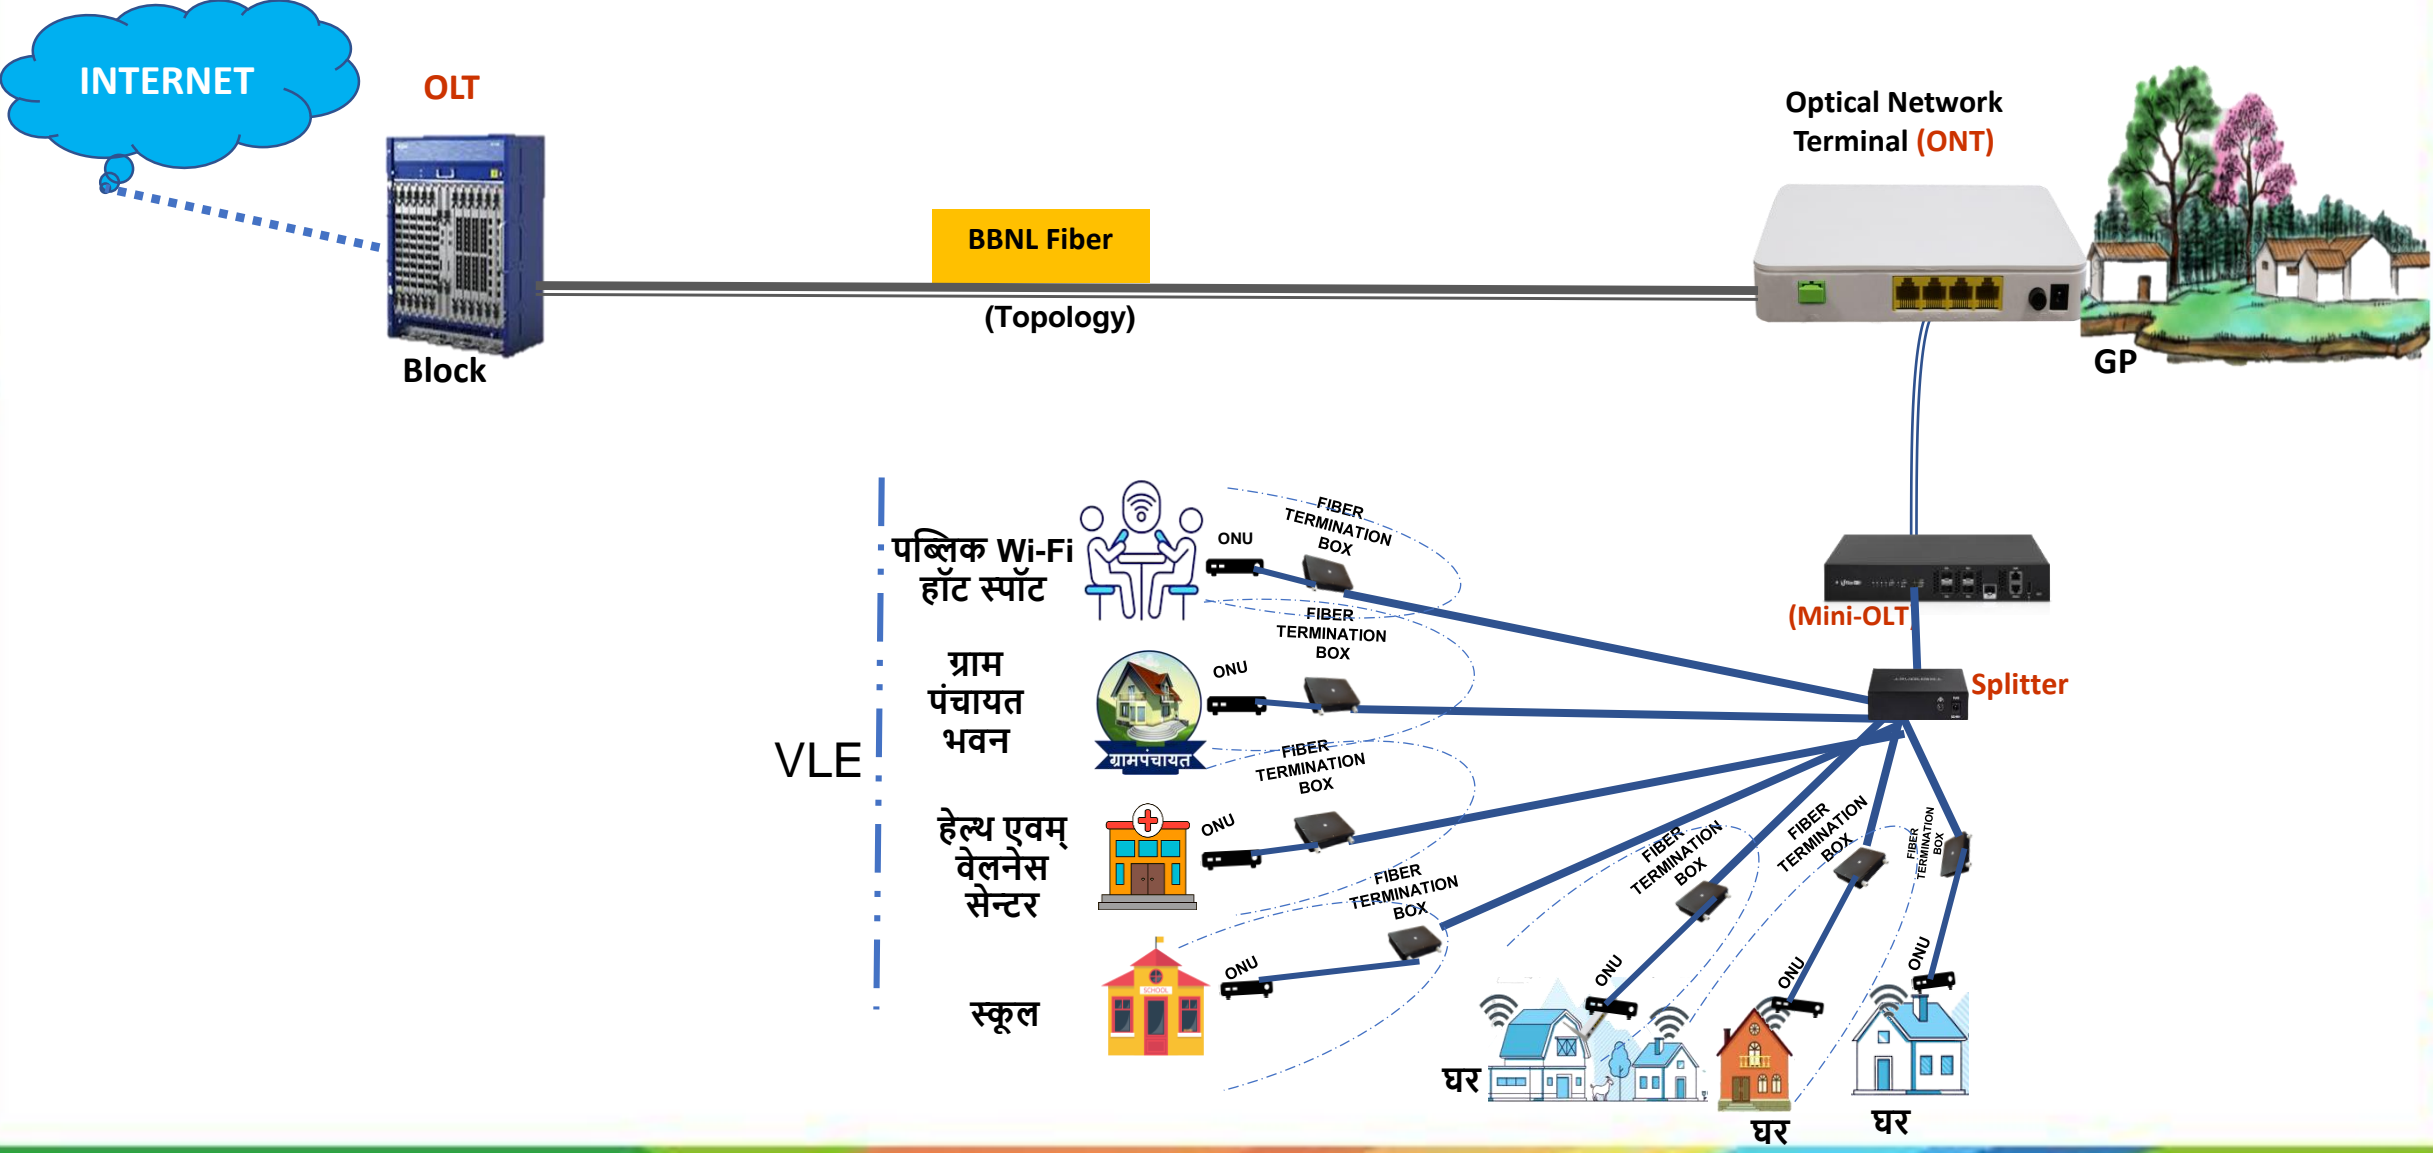 INTERNET
OLT
Block
BBNL Fiber
(Topology)
Optical Network
Terminal (ONT)
GP
(Mini-OLT)
Splitter
VLE
पब्लिक Wi-Fi
हॉट स्पॉट
ONU
FIBER
TERMINATION
BOX
ग्राम
पंचायत
भवन
ग्रामपंचायत
ONU
FIBER
TERMINATION
BOX
हेल्थ एवम्
वेलनेस
सेन्टर
ONU
FIBER
TERMINATION
BOX
स्कूल
SCHOOL
ONU
FIBER
TERMINATION
BOX
FIBER
TERMINATION
BOX
ONU
घर
FIBER
TERMINATION
BOX
ONU
घर
FIBER
TERMINATION
BOX
ONU
घर